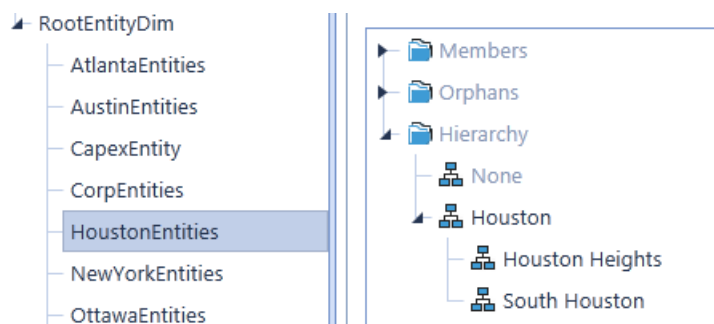 RootEntityDim
AtlantaEntities
AustinEntities
CapexEntity
CorpEntities
HoustonEntities
NewYorkEntities
OttawaEntities
Members
Orphans
Hierarchy
None
Houston
Houston Heights
South Houston